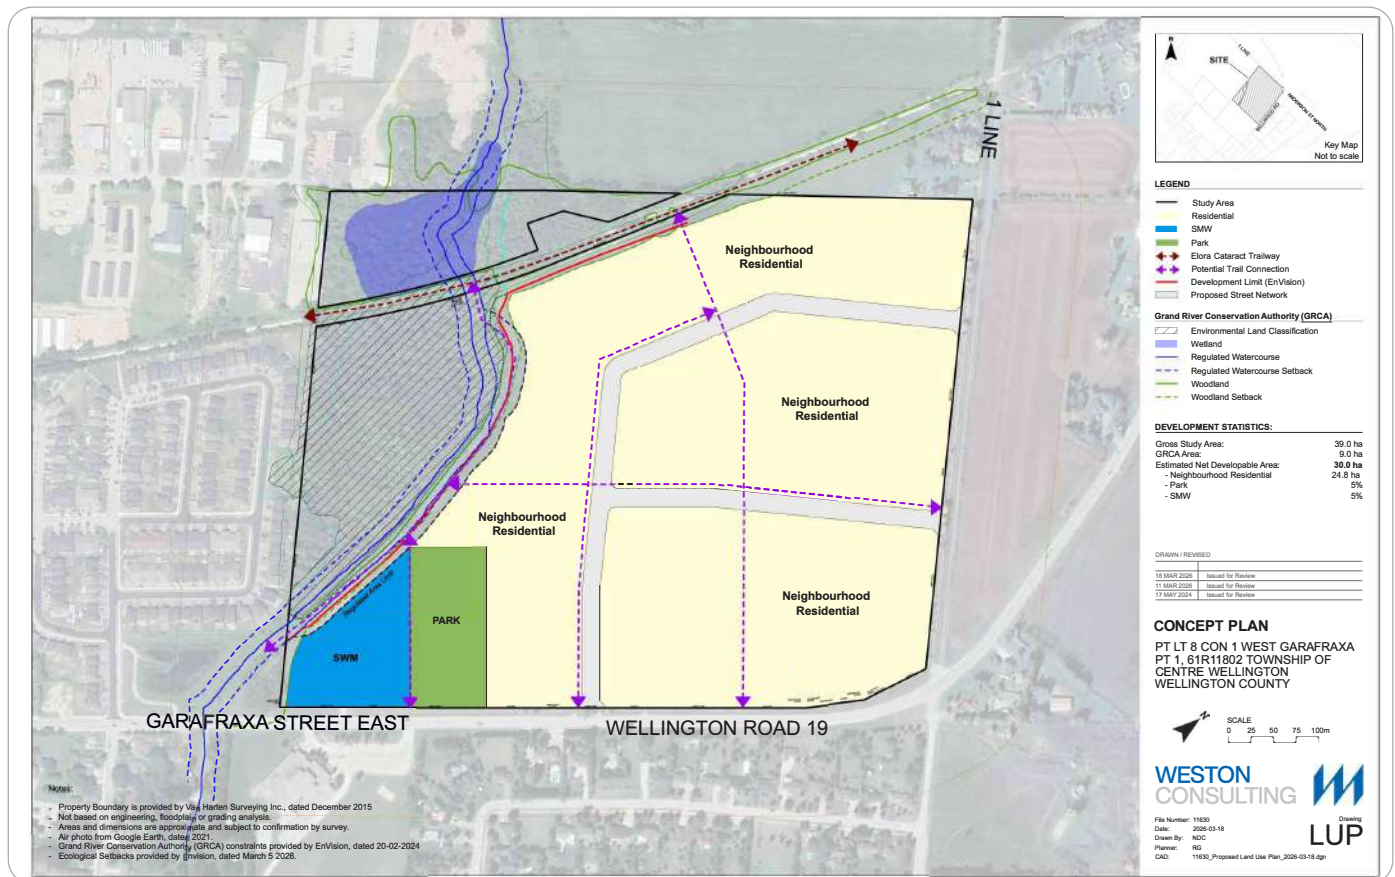 1 LINE
Neighbourhood
Residential
Neighbourhood
Residential
Neighbourhood
Residential
Neighbourhood
Residential
Regulated Area Limit
PARK
SWM
GARAFRAXA STREET EAST
WELLINGTON ROAD 19
Notes:
- Property Boundary is provided by Van Harten Surveying Inc., dated December 2015
- Not based on engineering, floodplain or grading analysis.
- Areas and dimensions are approximate and subject to confirmation by survey.
- Air photo from Google Earth, dated 2021.
- Grand River Conservation Authority (GRCA) constraints provided by EnVision, dated 20-02-2024
- Ecological Setbacks provided by Envision, dated March 5 2026.
N
1 LINE
SITE
ANDERSON ST NORTH
Key Map
Not to scale
LEGEND
Study Area
Residential
SMW
Park
Elora Cataract Trailway
Potential Trail Connection
Development Limit (EnVision)
Proposed Street Network
Grand River Conservation Authority (GRCA)
Environmental Land Classification
Wetland
Regulated Watercourse
Regulated Watercourse Setback
Woodland
Woodland Setback
DEVELOPMENT STATISTICS:
Gross Study Area: 39.0 ha
GRCA Area: 9.0 ha
Estimated Net Developable Area: 30.0 ha
- Neighbourhood Residential 24.8 ha
- Park 5%
- SMW 5%
DRAWN / REVISED
18 MAR 2026 Issued for Review
11 MAR 2026 Issued for Review
17 MAY 2024 Issued for Review
CONCEPT PLAN
PT LT 8 CON 1 WEST GARAFRAXA
PT 1, 61R11802 TOWNSHIP OF
CENTRE WELLINGTON
WELLINGTON COUNTY
N
SCALE
0 25 50 75 100m
WESTON
CONSULTING
File Number: 11630
Date: 2026-03-18
Drawn By: NDC
Planner: RG
CAD: 11630_Proposed Land Use Plan_2026-03-18.dgn
Drawing
LUP